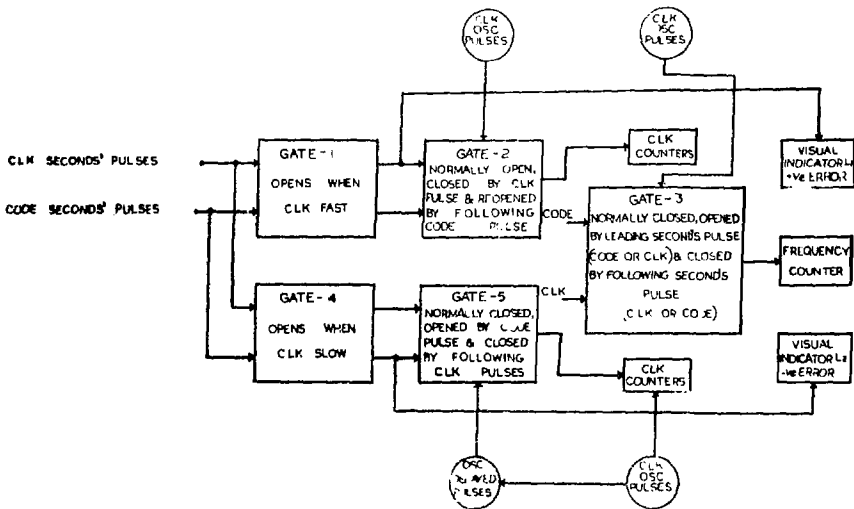 CLK
OSC
PULSES
CLK
OSC
PULSES
CLK SECONDS' PULSES
CODE SECONDS' PULSES
GATE-1
OPENS WHEN
CLK FAST
GATE-2
NORMALLY OPEN,
CLOSED BY CLK
PULSE & REOPENED
BY FOLLOWING
CODE PULSE
CLK
COUNTERS
VISUAL
INDICATOR L1
-ve ERROR
CODE
CLK
GATE-3
NORMALLY CLOSED, OPENED
BY LEADING SECOND'S PULSE
(CODE OR CLK) & CLOSED
BY FOLLOWING SECOND'S
PULSE
(CLK OR CODE)
FREQUENCY
COUNTER
GATE-4
OPENS WHEN
CLK SLOW
GATE-5
NORMALLY CLOSED,
OPENED BY CODE
PULSE & CLOSED
BY FOLLOWING
CLK PULSES
CLK
COUNTERS
VISUAL
INDICATOR L2
-ve ERROR
OSC
PULSES
CLK
OSC
PULSES